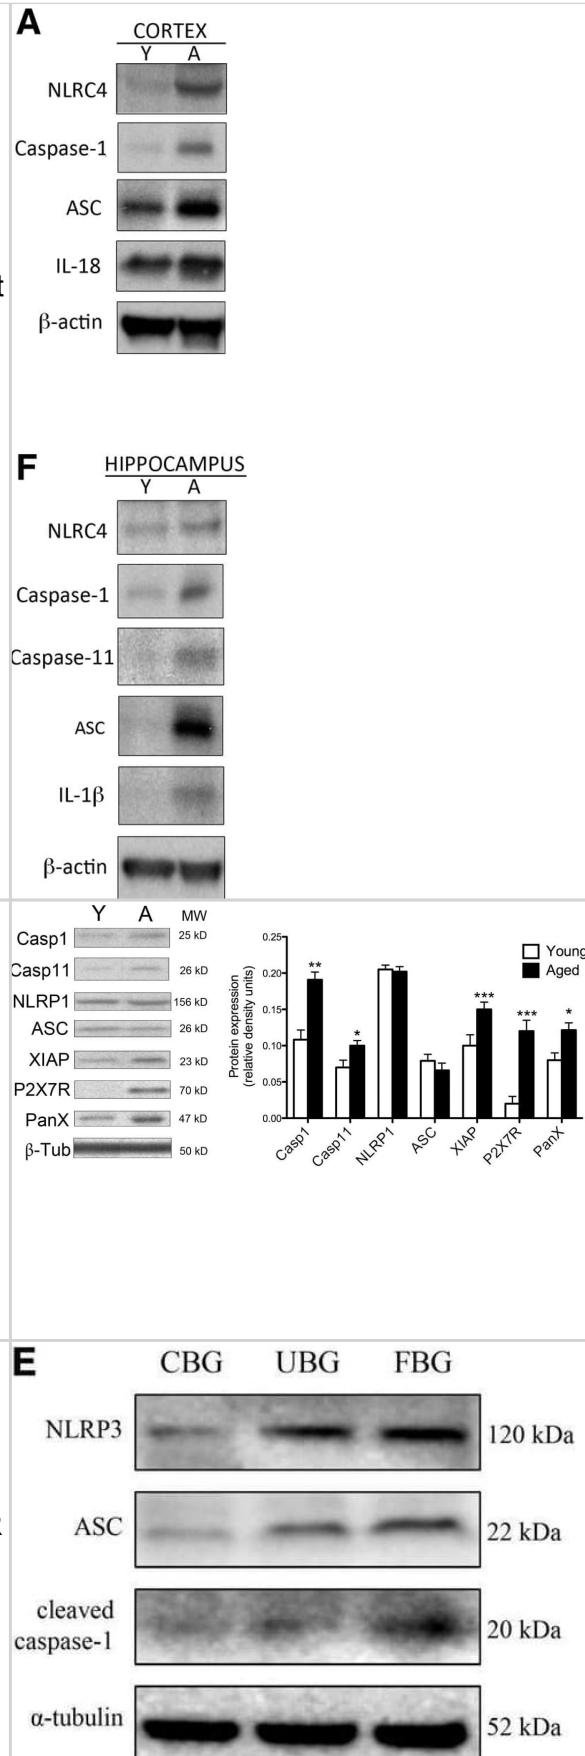 A
CORTEX
Y A
NLRC4
Caspase-1
ASC
IL-18
β-actin
F
HIPPOCAMPUS
Y A
NLRC4
Caspase-1
Caspase-11
ASC
IL-1β
β-actin
Y A MW
Casp1 25 kD
Casp11 26 kD
NLRP1 156 kD
ASC 26 kD
XIAP 23 kD
P2X7R 70 kD
PanX 47 kD
β-Tub 50 kD
Protein expression
(relative density units)
0.25
0.20
0.15
0.10
0.05
0.00
** * *** *** *
Young
Aged
Casp1 Casp11 NLRP1 ASC XIAP P2X7R PanX
E
CBG UBG FBG
NLRP3 120 kDa
ASC 22 kDa
cleaved
caspase-1 20 kDa
α-tubulin 52 kDa